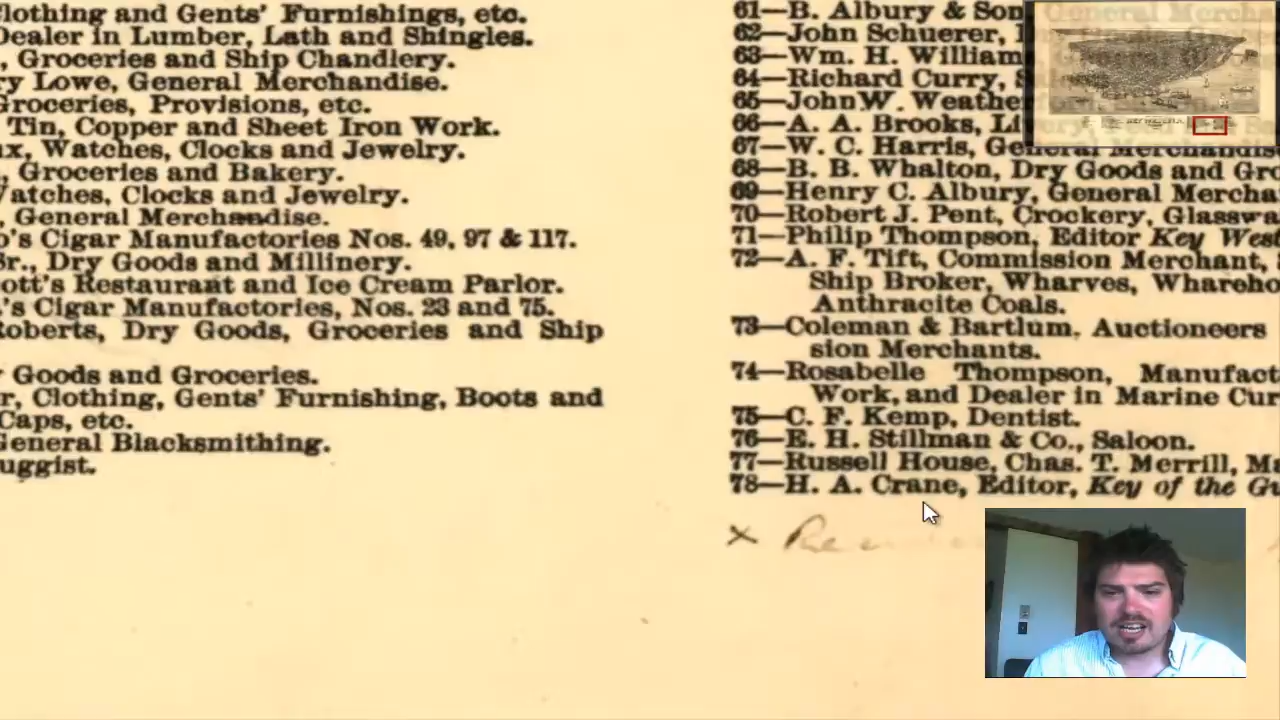 lothing and Gents' Furnishings, etc.
Dealer in Lumber, Lath and Shingles.
, Groceries and Ship Chandlery.
ry Lowe, General Merchandise.
Groceries, Provisions, etc.
Tin, Copper and Sheet Iron Work.
ux, Watches, Clocks and Jewelry.
, Groceries and Bakery.
Watches, Clocks and Jewelry.
, General Merchandise.
o's Cigar Manufactories Nos. 49, 97 & 117.
Sr., Dry Goods and Millinery.
ott's Restaurant and Ice Cream Parlor.
.'s Cigar Manufactories, Nos. 23 and 75.
Roberts, Dry Goods, Groceries and Ship
y Goods and Groceries.
r, Clothing, Gents' Furnishing, Boots and
Caps, etc.
General Blacksmithing.
uggist.
61—B. Albury & Son, General Mercha
62—John Schuerer,
63—Wm. H. William
64—Richard Curry, S
65—John W. Weatherford,
66—A. A. Brooks, Livery,
67—W. C. Harris, General Merchandis
68—B. B. Whalton, Dry Goods and Gro
69—Henry C. Albury, General Mercha
70—Robert J. Pent, Crockery, Glasswa
71—Philip Thompson, Editor Key West
72—A. F. Tift, Commission Merchant, S
Ship Broker, Wharves, Wareho
Anthracite Coals.
73—Coleman & Bartlum, Auctioneers
sion Merchants.
74—Rosabelle Thompson, Manufact
Work, and Dealer in Marine Cur
75—C. F. Kemp, Dentist.
76—E. H. Stillman & Co., Saloon.
77—Russell House, Chas. T. Merrill, Ma
78—H. A. Crane, Editor, Key of the Gu